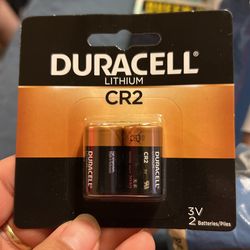 DURACELL
LITHIUM
CR2
DURACELL
CR2
3V
2 Batteries/Piles